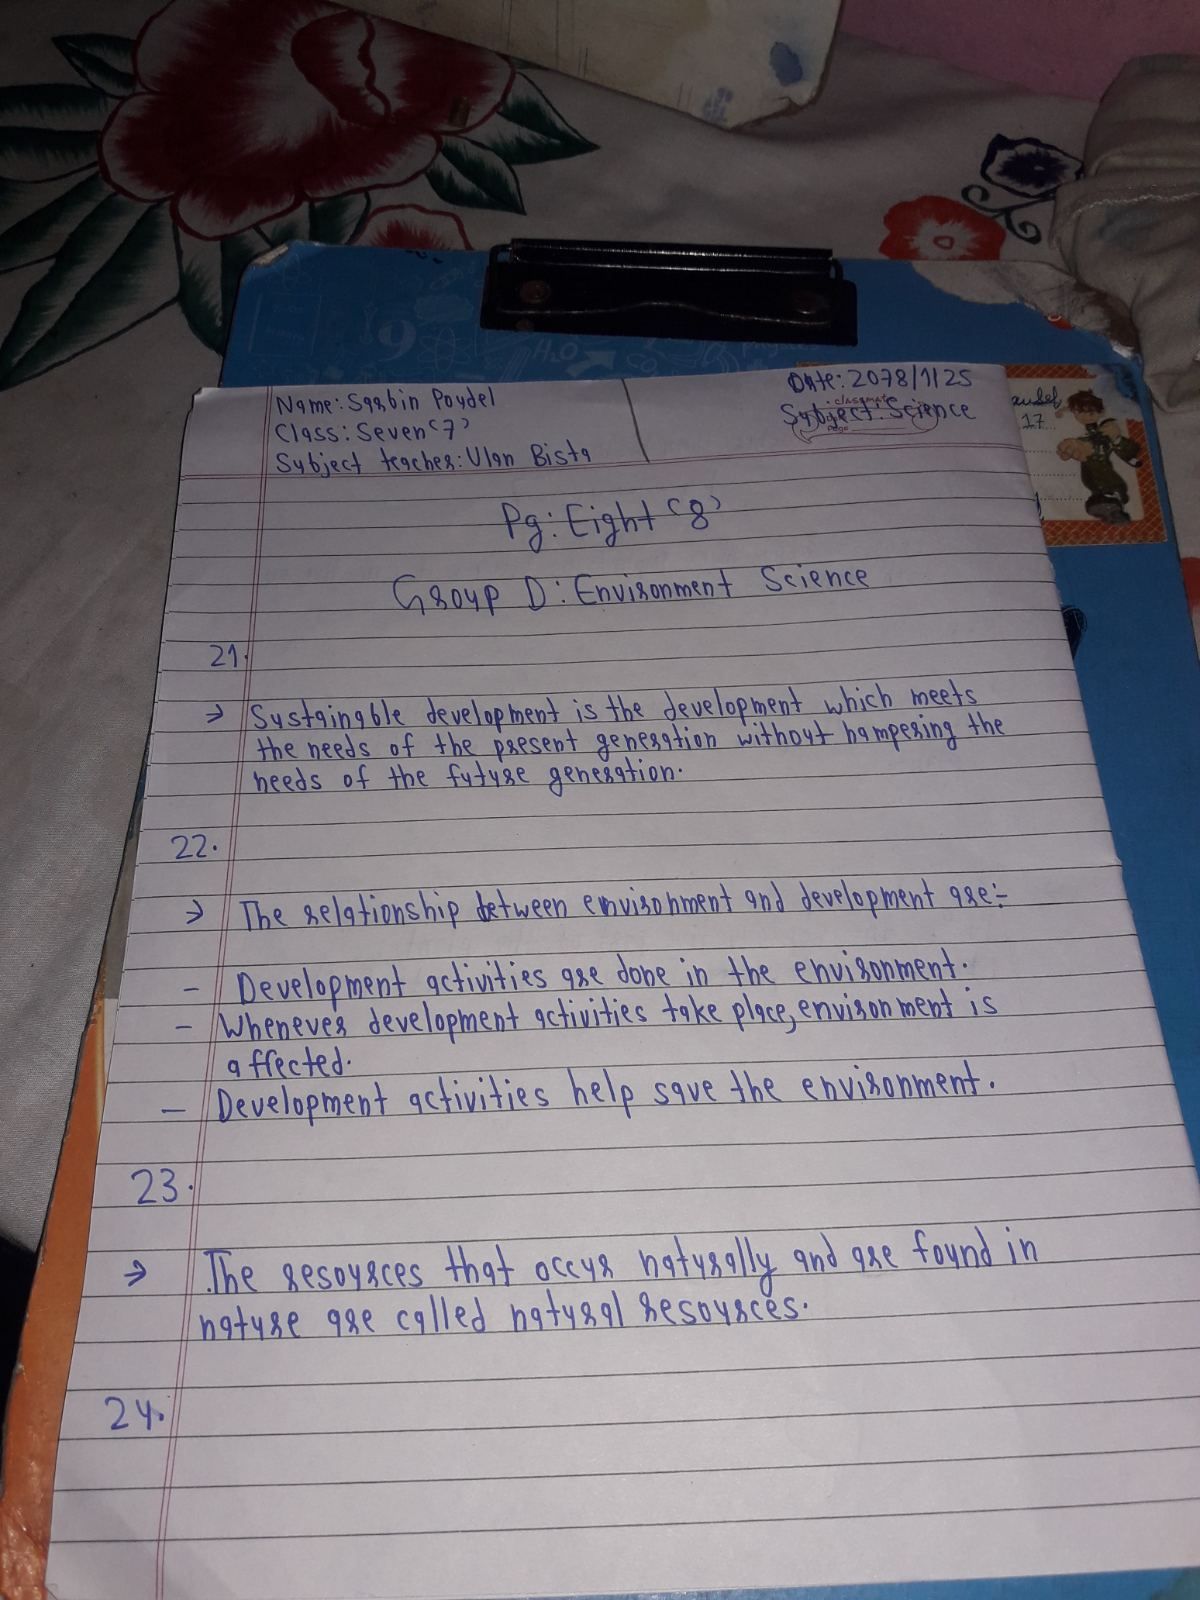 Name: Sarbin Poudel
Class: Seven '7'
Subject teacher: Ulan Bista
Date: 2078/1/25
classmate
Subject: Science
Page
17
Pg: Eight '8'
Group D: Environment Science
21.
→ Sustainable development is the development which meets
the needs of the present generation without hampering the
needs of the future generation.
22.
→ The relationship between environment and development are:-
- Development activities are done in the environment.
- Whenever development activities take place, environment is
affected.
- Development activities help save the environment.
23.
→ The resources that occur naturally and are found in
nature are called natural resources.
24.
9
H₂O